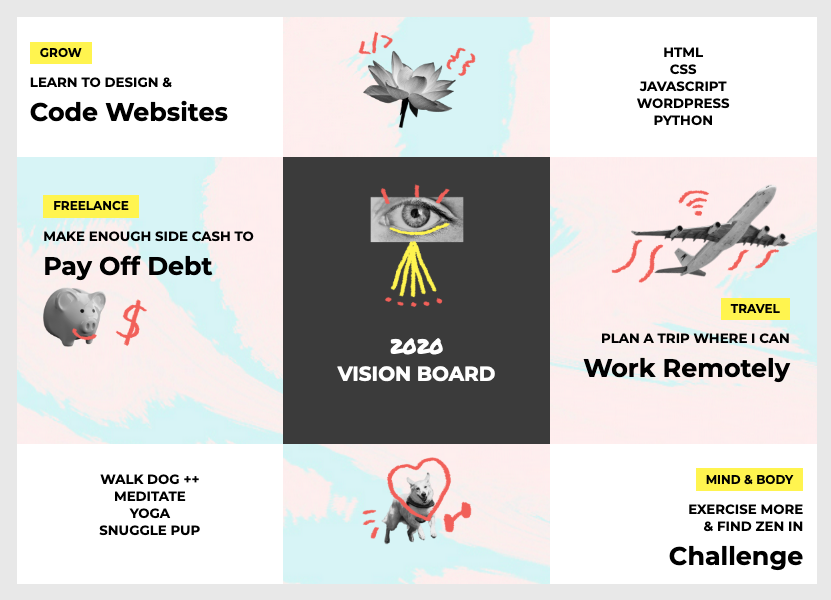 GROW
LEARN TO DESIGN &
Code Websites
</>
{ }
HTML
CSS
JAVASCRIPT
WORDPRESS
PYTHON
FREELANCE
MAKE ENOUGH SIDE CASH TO
Pay Off Debt
$
2020
VISION BOARD
TRAVEL
PLAN A TRIP WHERE I CAN
Work Remotely
WALK DOG ++
MEDITATE
YOGA
SNUGGLE PUP
MIND & BODY
EXERCISE MORE
& FIND ZEN IN
Challenge